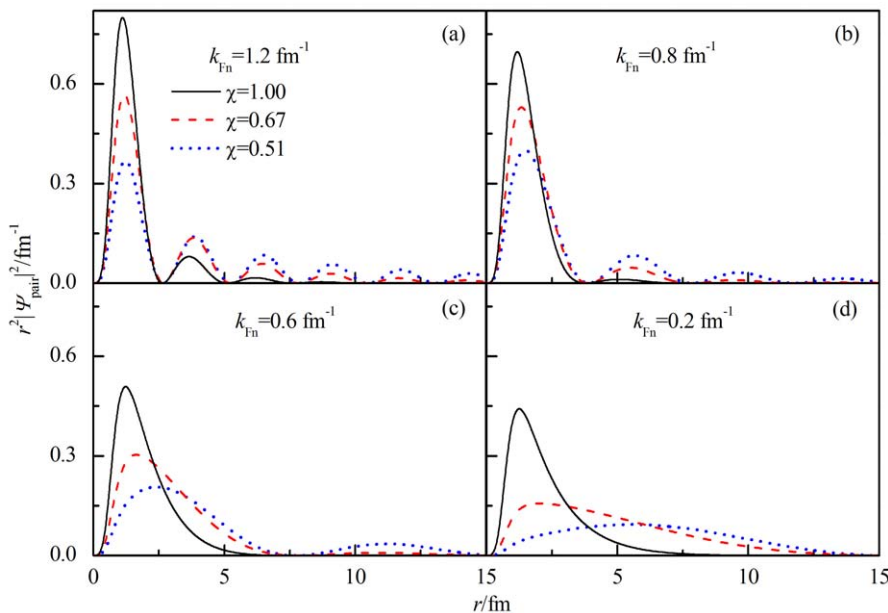 (a)
k_Fn=1.2 fm⁻¹
χ=1.00
χ=0.67
χ=0.51
(b)
k_Fn=0.8 fm⁻¹
0.6
0.3
0.0
(c)
k_Fn=0.6 fm⁻¹
(d)
k_Fn=0.2 fm⁻¹
0.6
0.3
0.0
r²|Ψ_pair|²/fm⁻¹
0 5 10 15 5 10 15
r/fm